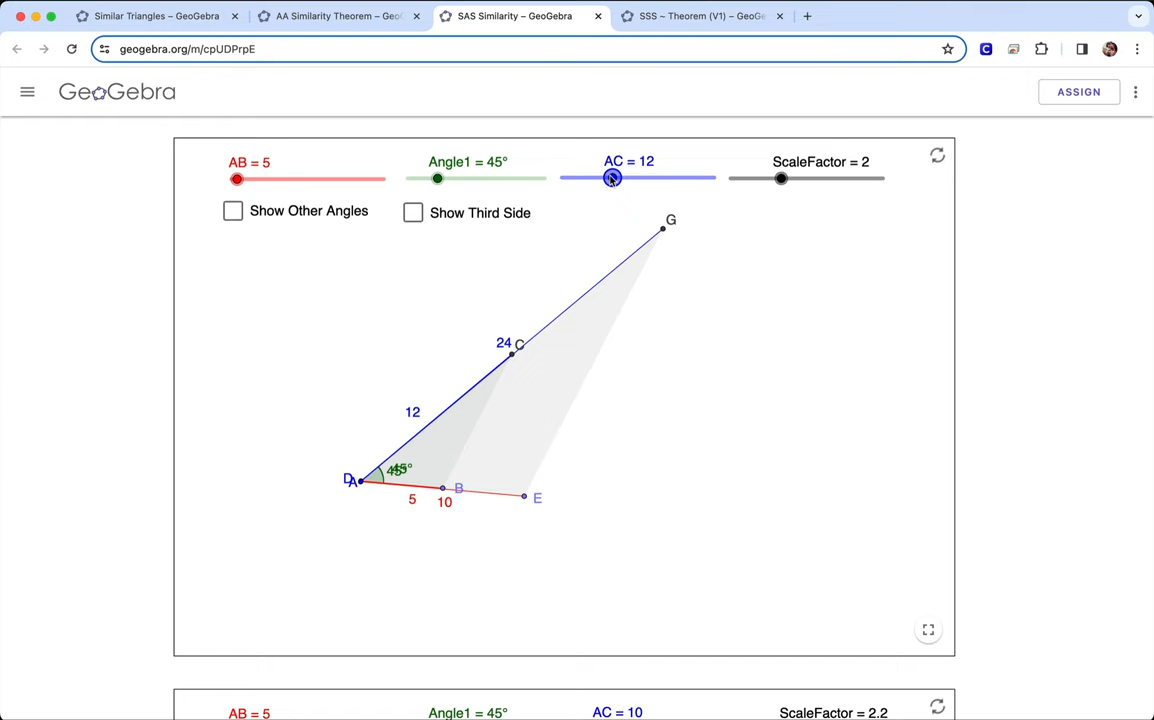 Similar Triangles – GeoGebra
AA Similarity Theorem – GeoG
SAS Similarity – GeoGebra
SSS ~ Theorem (V1) – GeoGe
geogebra.org/m/cpUDPrpE
GeoGebra
ASSIGN
AB = 5
Angle1 = 45°
AC = 12
ScaleFactor = 2
Show Other Angles
Show Third Side
G
24 C
12
D A 45° 45°
B
5 10
E
AB = 5
Angle1 = 45°
AC = 10
ScaleFactor = 2.2